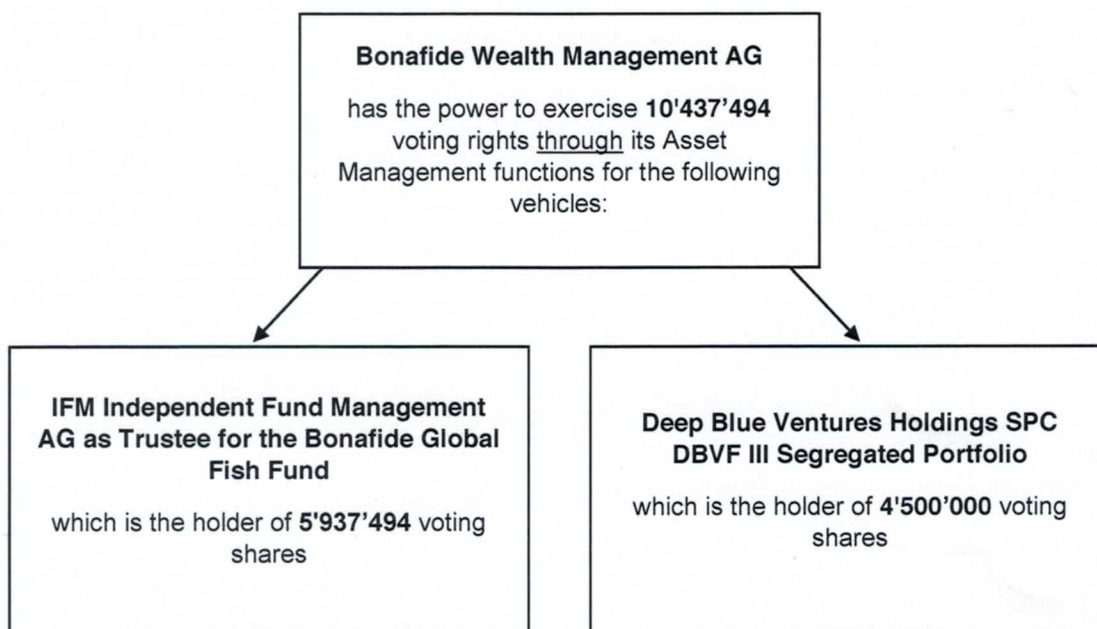 Bonafide Wealth Management AG
has the power to exercise 10'437’494
voting rights through its Asset
Management functions for the following
vehicles:
IFM Independent Fund Management
AG as Trustee for the Bonafide Global
Fish Fund
which is the holder of 5'937’494 voting
shares
Deep Blue Ventures Holdings SPC
DBVF III Segregated Portfolio
which is the holder of 4'500’000 voting
shares